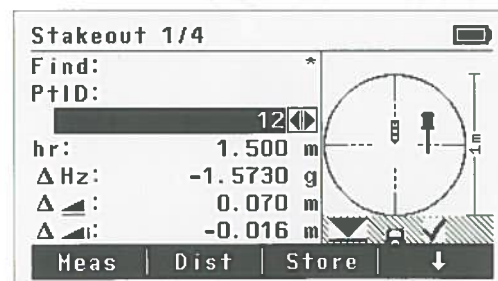 Stakeout 1/4
Find: *
PtID:
12
hr: 1.500 m
ΔHz: -1.5730 g
Δ: 0.070 m
Δ: -0.016 m
1m
Meas Dist Store ↓